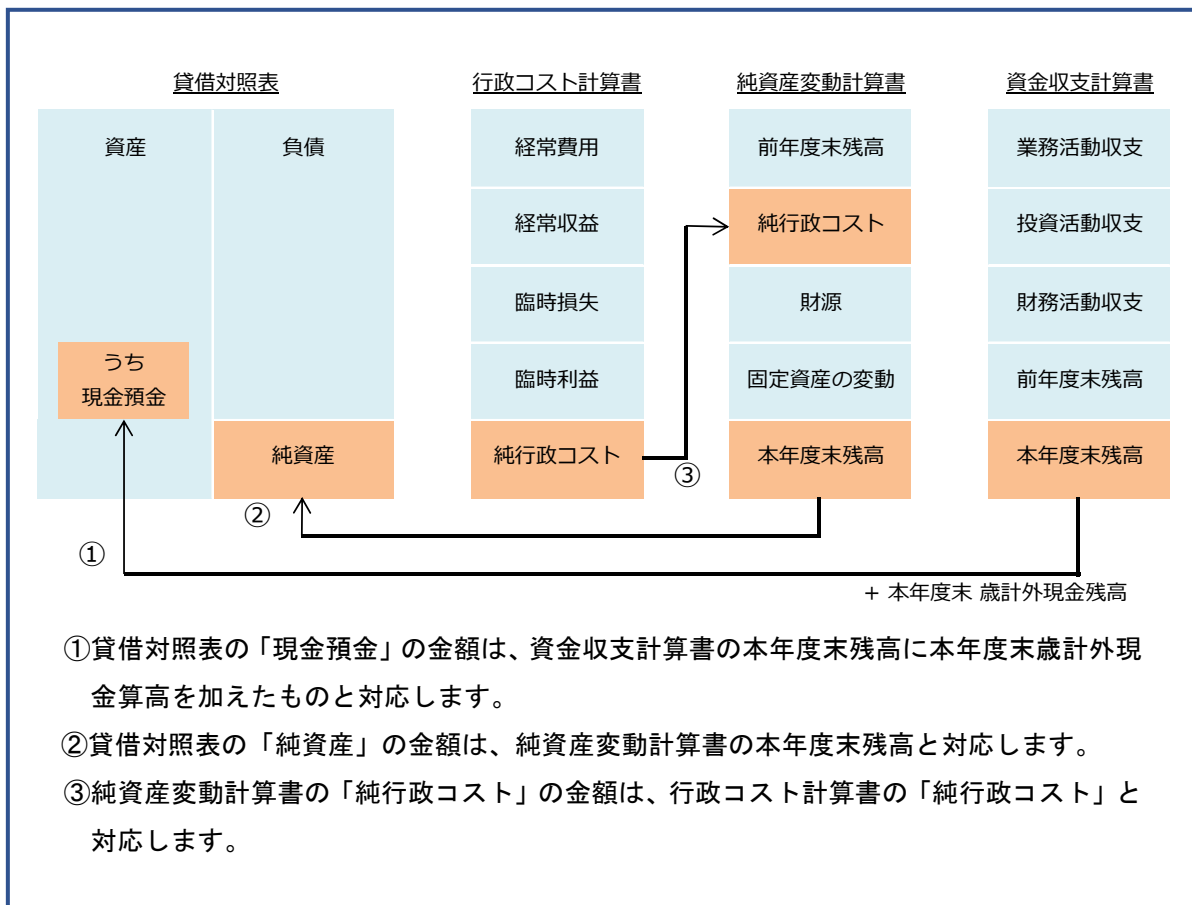 貸借対照表
資産
負債
うち
現金預金
純資産
行政コスト計算書
経常費用
経常収益
臨時損失
臨時利益
純行政コスト
純資産変動計算書
前年度末残高
純行政コスト
財源
固定資産の変動
本年度末残高
資金収支計算書
業務活動収支
投資活動収支
財務活動収支
前年度末残高
本年度末残高
③
②
①
+ 本年度末 歳計外現金残高
①貸借対照表の「現金預金」の金額は、資金収支計算書の本年度末残高に本年度末歳計外現
金算高を加えたものと対応します。
②貸借対照表の「純資産」の金額は、純資産変動計算書の本年度末残高と対応します。
③純資産変動計算書の「純行政コスト」の金額は、行政コスト計算書の「純行政コスト」と
対応します。